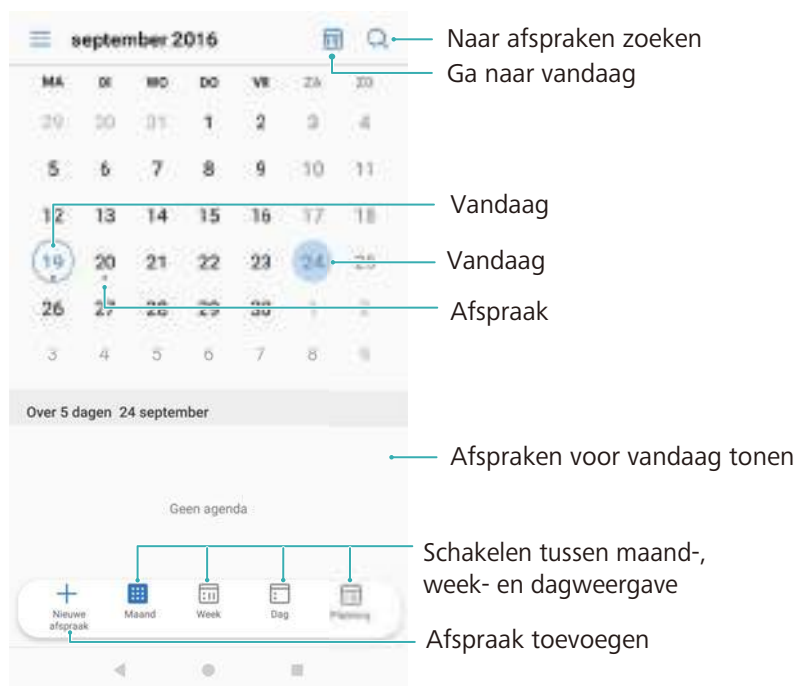 september 2016
Naar afspraken zoeken
Ga naar vandaag
MA DI WO DO VR ZA ZO
29 30 31 1 2 3 4
5 6 7 8 9 10 11
12 13 14 15 16 17 18
Vandaag
19 20 21 22 23 24 25
Vandaag
26 27 28 29 30 1 2
Afspraak
3 4 5 6 7 8 9
Over 5 dagen 24 september
Afspraken voor vandaag tonen
Geen agenda
Schakelen tussen maand-,
week- en dagweergave
Nieuwe
afspraak
Maand
Week
Dag
Planning
Afspraak toevoegen